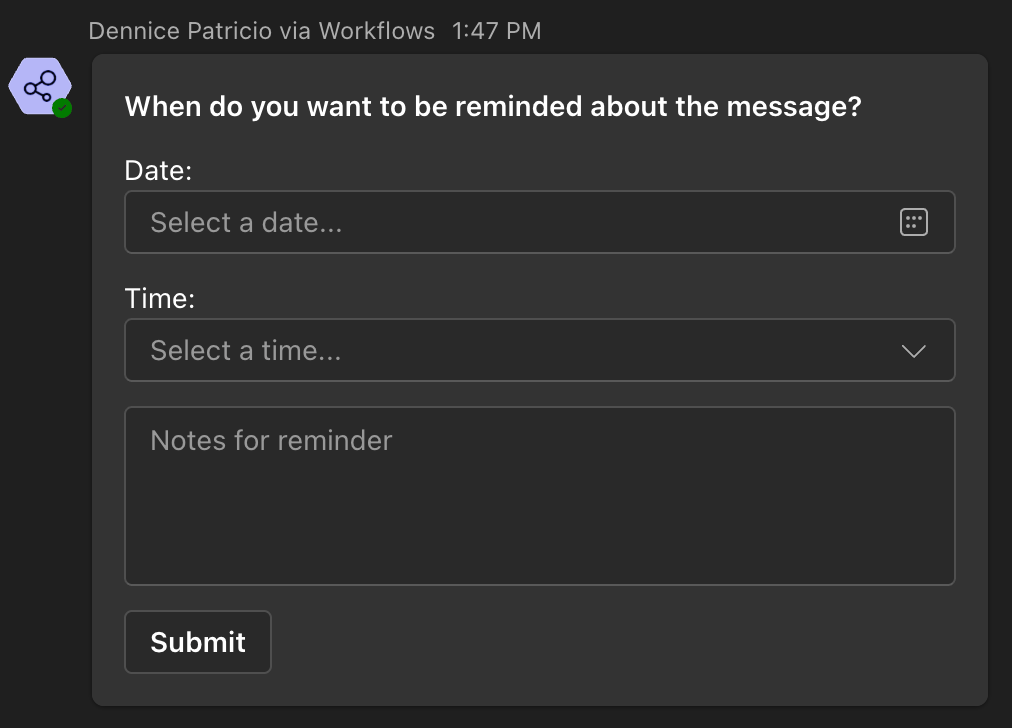 Dennice Patricio via Workflows 1:47 PM
When do you want to be reminded about the message?
Date:
Select a date...
Time:
Select a time...
Notes for reminder
Submit